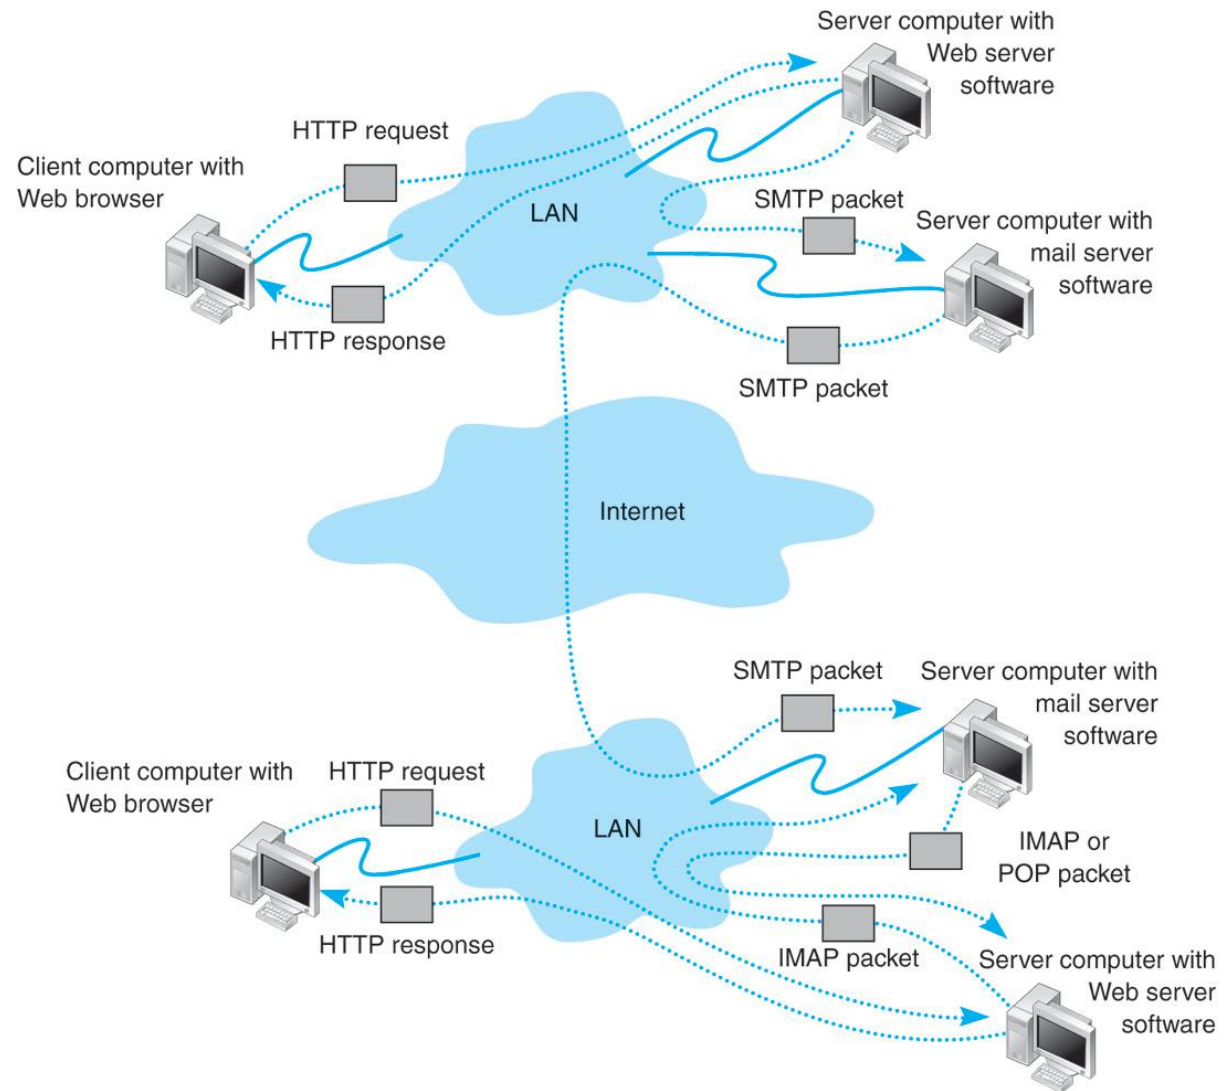 Server computer with
Web server
software
HTTP request
Client computer with
Web browser
LAN
SMTP packet
Server computer with
mail server
software
HTTP response
SMTP packet
Internet
SMTP packet
Server computer with
mail server
software
Client computer with
Web browser
HTTP request
LAN
IMAP or
POP packet
HTTP response
IMAP packet
Server computer with
Web server
software